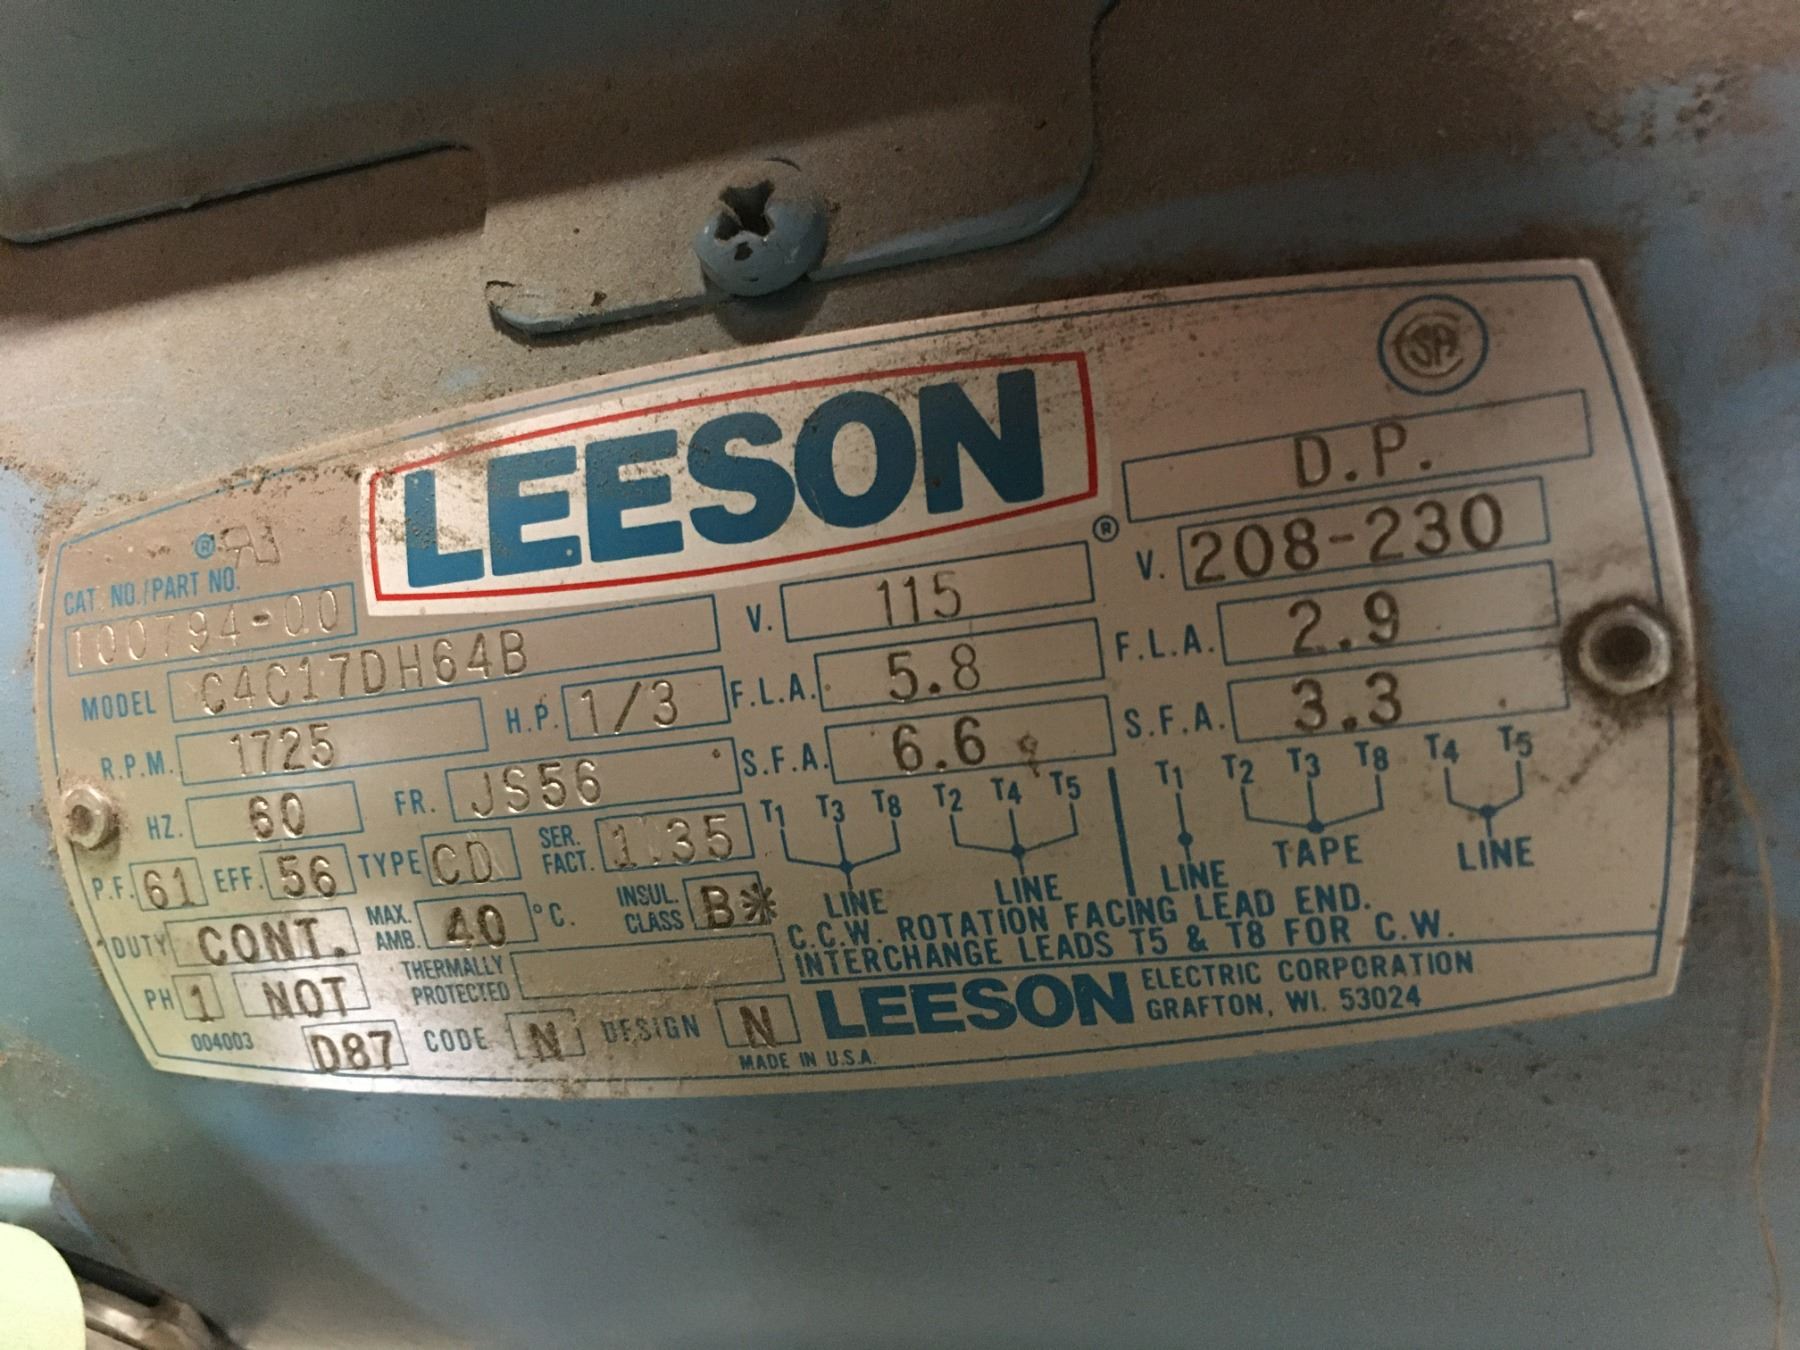 LEESON ®
CAT. NO./PART NO.
100794-00
MODEL C4C17DH64B
R.P.M. 1725 H.P. 1/3
HZ. 60 FR. JS56
P.F. 61 EFF. 56 TYPE CD SER. FACT. 1.35
DUTY CONT. MAX. AMB. 40 °C. INSUL. CLASS B*
PH 1 NOT THERMALLY PROTECTED
004003 D87 CODE N DESIGN N
MADE IN U.S.A.
D.P.
V. 115 V. 208-230
F.L.A. 5.8 F.L.A. 2.9
S.F.A. 6.6 S.F.A. 3.3
T1 T3 T8 T2 T4 T5 T1 T2 T3 T8 T4 T5
LINE LINE LINE TAPE LINE
C.C.W. ROTATION FACING LEAD END.
INTERCHANGE LEADS T5 & T8 FOR C.W.
LEESON ELECTRIC CORPORATION
GRAFTON, WI. 53024